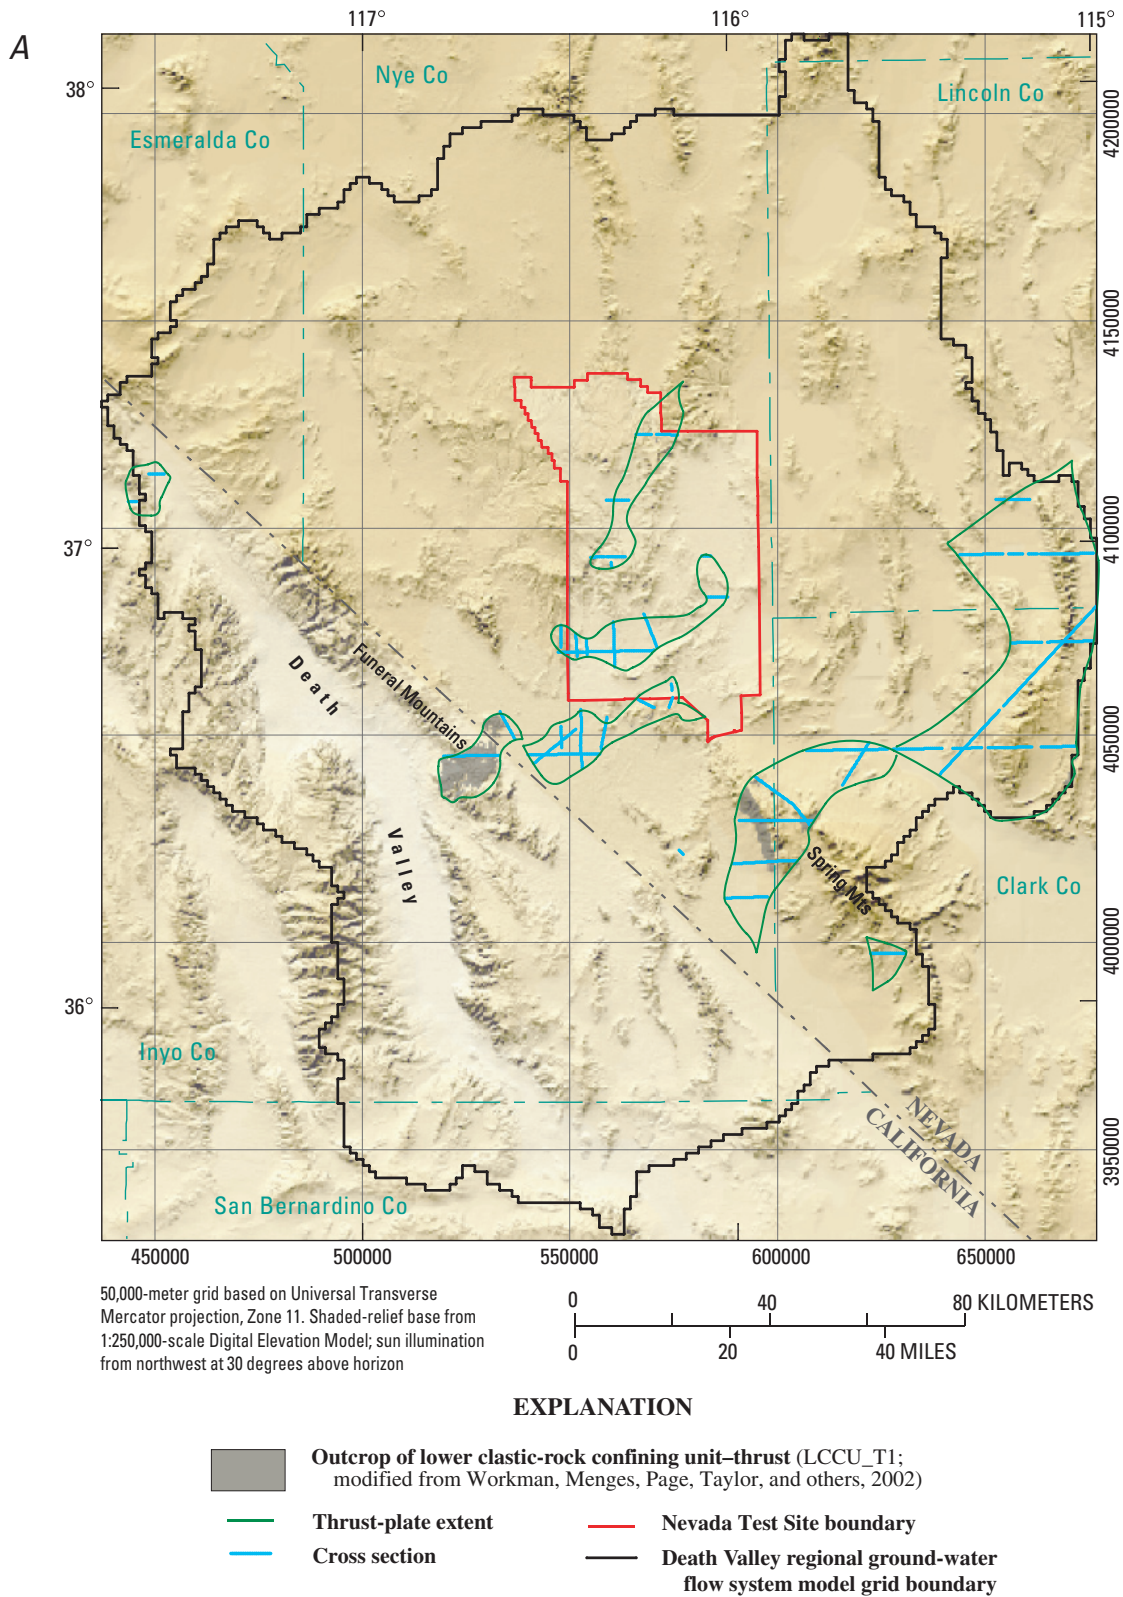 A
117°
116°
115°
38°
37°
36°
4200000
4150000
4100000
4050000
4000000
3950000
Nye Co
Lincoln Co
Esmeralda Co
Funeral Mountains
Death
Valley
Spring Mts
Clark Co
Inyo Co
NEVADA
CALIFORNIA
San Bernardino Co
450000
500000
550000
600000
650000
50,000-meter grid based on Universal Transverse
Mercator projection, Zone 11. Shaded-relief base from
1:250,000-scale Digital Elevation Model; sun illumination
from northwest at 30 degrees above horizon
0
40
80 KILOMETERS
0
20
40 MILES
EXPLANATION
Outcrop of lower clastic-rock confining unit–thrust (LCCU_T1;
modified from Workman, Menges, Page, Taylor, and others, 2002)
Thrust-plate extent
Cross section
Nevada Test Site boundary
Death Valley regional ground-water
flow system model grid boundary